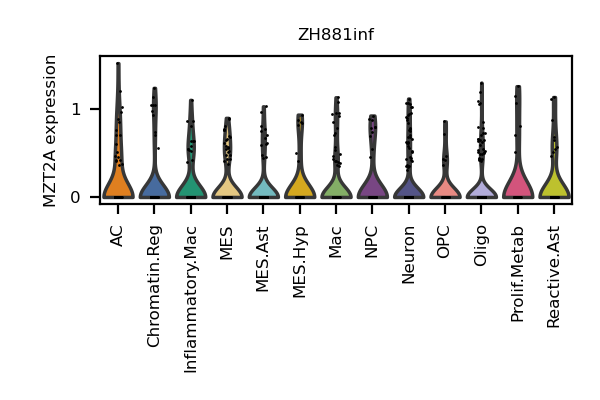 ZH881inf
MZT2A expression
1
0
AC
Chromatin.Reg
Inflammatory.Mac
MES
MES.Ast
MES.Hyp
Mac
NPC
Neuron
OPC
Oligo
Prolif.Metab
Reactive.Ast